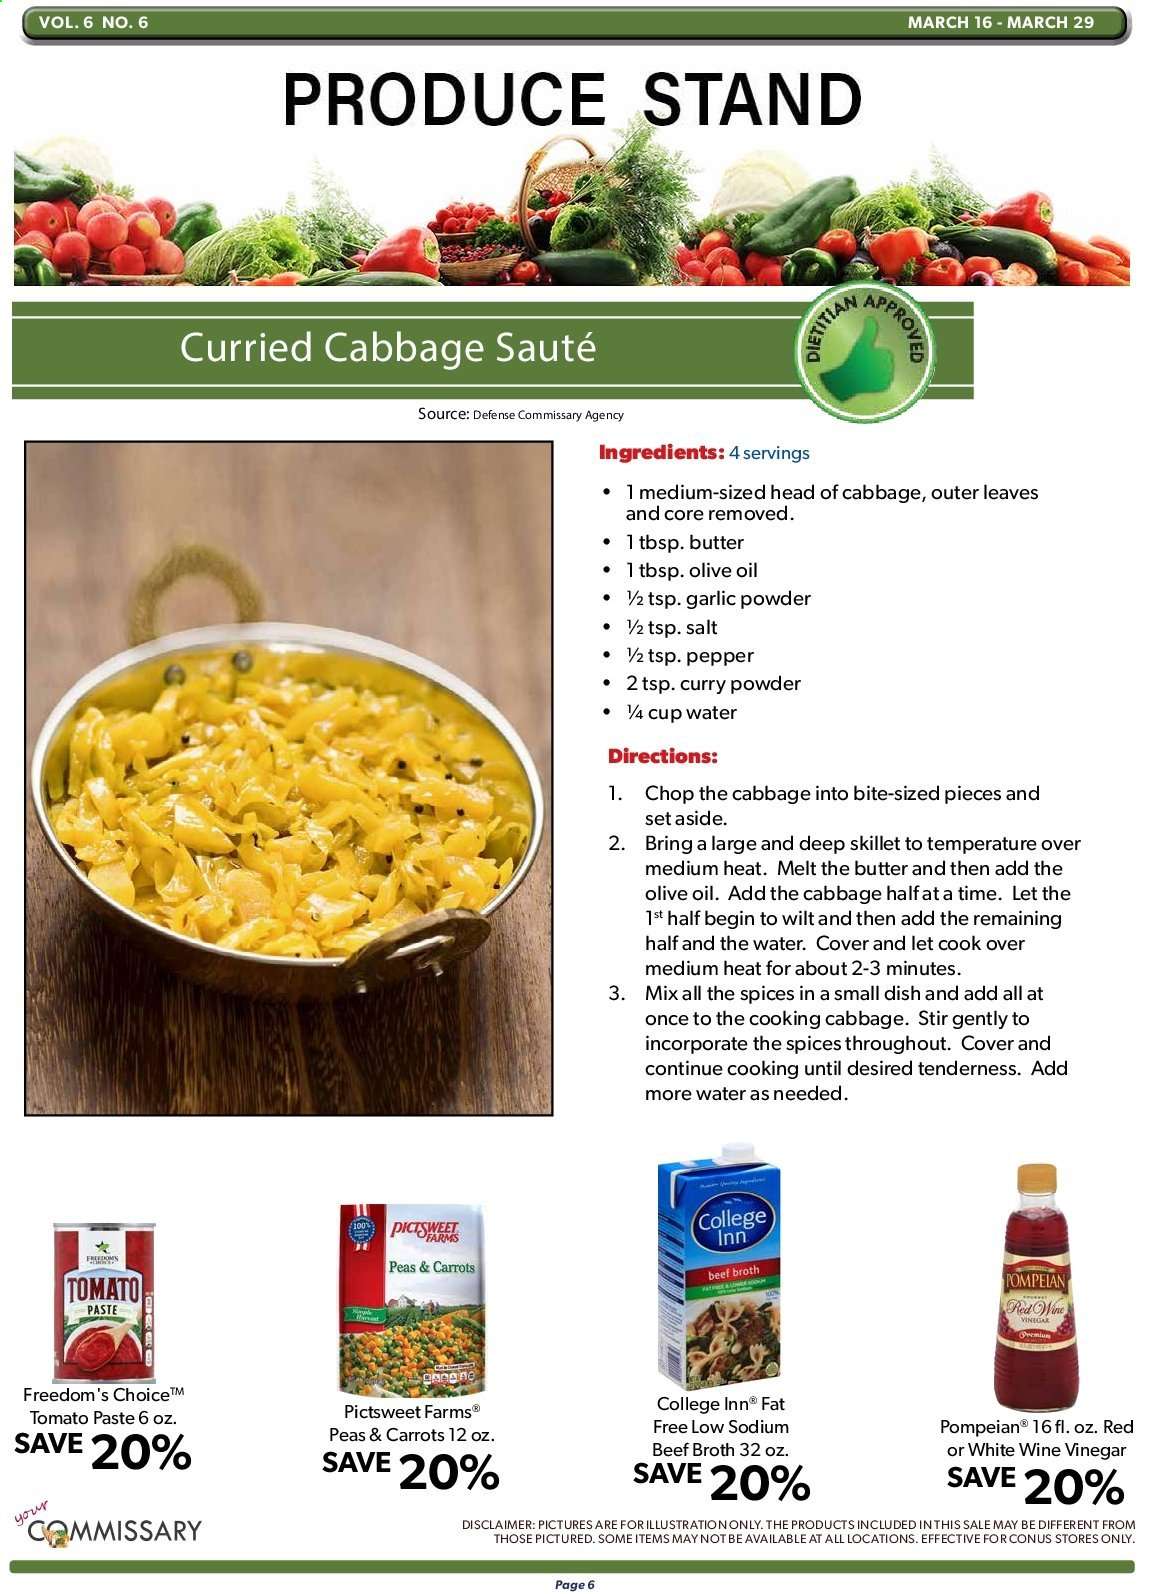 VOL. 6 NO. 6
MARCH 16 - MARCH 29
PRODUCE STAND
Curried Cabbage Sauté
DIETITIAN APPROVED
Source: Defense Commissary Agency
Ingredients: 4 servings
• 1 medium-sized head of cabbage, outer leaves
and core removed.
• 1 tbsp. butter
• 1 tbsp. olive oil
• ½ tsp. garlic powder
• ½ tsp. salt
• ½ tsp. pepper
• 2 tsp. curry powder
• ¼ cup water
Directions:
1. Chop the cabbage into bite-sized pieces and
set aside.
2. Bring a large and deep skillet to temperature over
medium heat. Melt the butter and then add the
olive oil. Add the cabbage half at a time. Let the
1st half begin to wilt and then add the remaining
half and the water. Cover and let cook over
medium heat for about 2-3 minutes.
3. Mix all the spices in a small dish and add all at
once to the cooking cabbage. Stir gently to
incorporate the spices throughout. Cover and
continue cooking until desired tenderness. Add
more water as needed.
FREEDOM'S
CHOICE
TOMATO
PASTE
Freedom's Choice™
Tomato Paste 6 oz.
SAVE 20%
100%
PICTSWEET
FARMS
Peas & Carrots
Simple
Harvest
Pictsweet Farms®
Peas & Carrots 12 oz.
SAVE 20%
College
Inn
beef broth
FAT FREE & LOWER SODIUM
College Inn® Fat
Free Low Sodium
Beef Broth 32 oz.
SAVE 20%
POMPEIAN
GOURMET
Red Wine
VINEGAR
Premium
Pompeian® 16 fl. oz. Red
or White Wine Vinegar
SAVE 20%
your
COMMISSARY
DISCLAIMER: PICTURES ARE FOR ILLUSTRATION ONLY. THE PRODUCTS INCLUDED IN THIS SALE MAY BE DIFFERENT FROM
THOSE PICTURED. SOME ITEMS MAY NOT BE AVAILABLE AT ALL LOCATIONS. EFFECTIVE FOR CONUS STORES ONLY.
Page 6